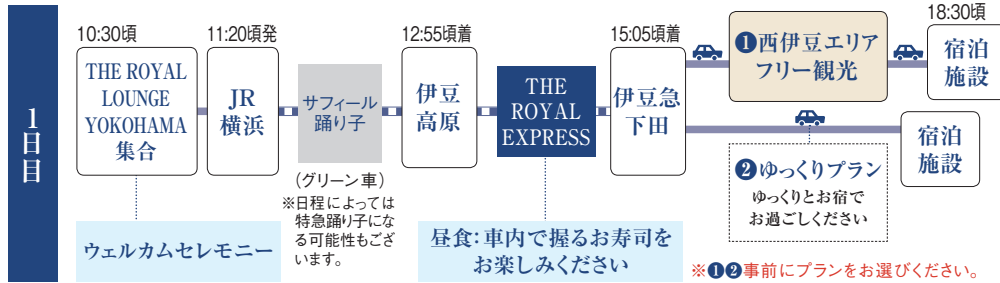 1日目
10:30頃
THE ROYAL
LOUNGE
YOKOHAMA
集合
ウェルカムセレモニー
11:20頃発
JR
横浜
サフィール
踊り子
(グリーン車)
※日程によっては
特急踊り子にな
る可能性もござ
います。
12:55頃着
伊豆
高原
THE
ROYAL
EXPRESS
昼食:車内で握るお寿司を
お楽しみください
15:05頃着
伊豆急
下田
❶西伊豆エリア
フリー観光
18:30頃
宿泊
施設
❷ゆっくりプラン
ゆっくりとお宿で
お過ごしください
宿泊
施設
※❶❷事前にプランをお選びください。